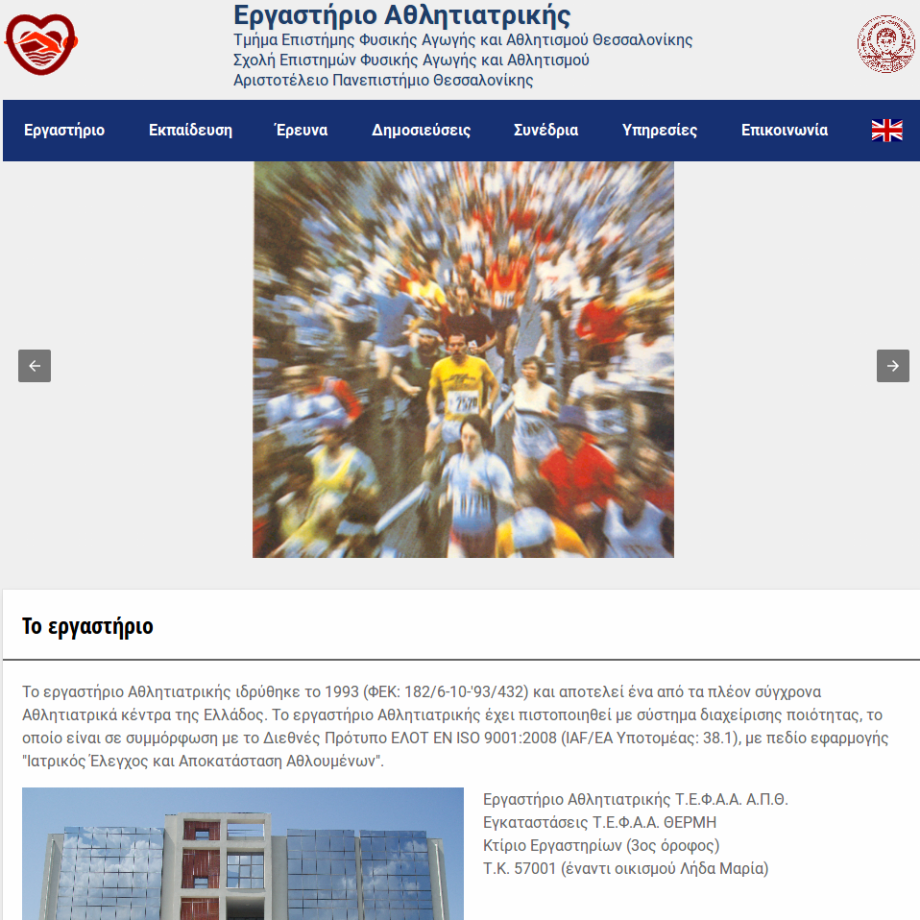 Εργαστήριο Αθλητιατρικής
Τμήμα Επιστήμης Φυσικής Αγωγής και Αθλητισμού Θεσσαλονίκης
Σχολή Επιστημών Φυσικής Αγωγής και Αθλητισμού
Αριστοτέλειο Πανεπιστήμιο Θεσσαλονίκης
Εργαστήριο Εκπαίδευση Έρευνα Δημοσιεύσεις Συνέδρια Υπηρεσίες Επικοινωνία
Το εργαστήριο
Το εργαστήριο Αθλητιατρικής ιδρύθηκε το 1993 (ΦΕΚ: 182/6-10-'93/432) και αποτελεί ένα από τα πλέον σύγχρονα
Αθλητιατρικά κέντρα της Ελλάδος. Το εργαστήριο Αθλητιατρικής έχει πιστοποιηθεί με σύστημα διαχείρισης ποιότητας, το
οποίο είναι σε συμμόρφωση με το Διεθνές Πρότυπο ΕΛΟΤ EN ISO 9001:2008 (IAF/EA Υποτομέας: 38.1), με πεδίο εφαρμογής
"Ιατρικός Έλεγχος και Αποκατάσταση Αθλουμένων".
Εργαστήριο Αθλητιατρικής Τ.Ε.Φ.Α.Α. Α.Π.Θ.
Εγκαταστάσεις Τ.Ε.Φ.Α.Α. ΘΕΡΜΗ
Κτίριο Εργαστηρίων (3ος όροφος)
Τ.Κ. 57001 (έναντι οικισμού Λήδα Μαρία)